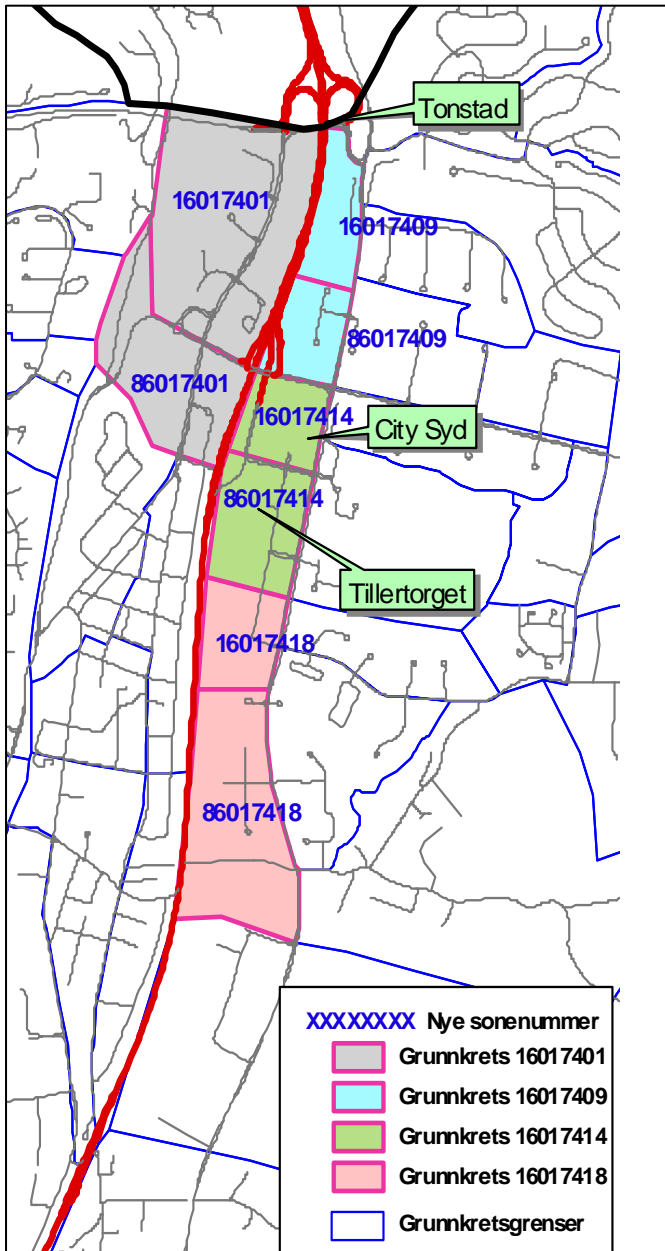 Tonstad
16017401
16017409
86017409
86017401
16017414
City Syd
86017414
Tillertorget
16017418
86017418
XXXXXXXX Nye sonenummer
Grunnkrets 16017401
Grunnkrets 16017409
Grunnkrets 16017414
Grunnkrets 16017418
Grunnkretsgrenser